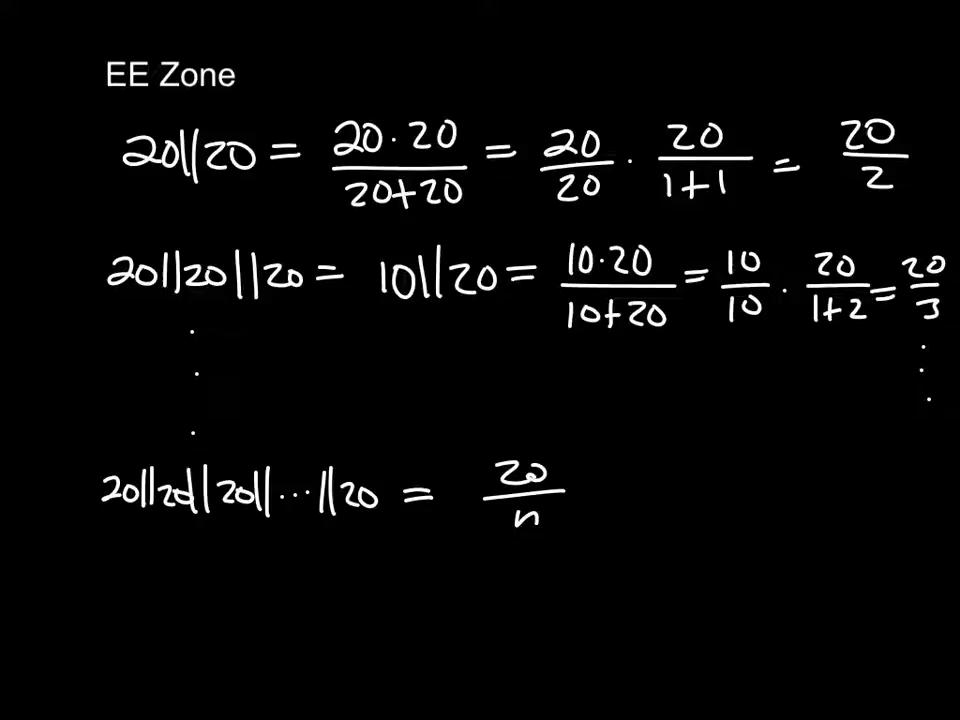 EE Zone
20||20 = 20·20/20+20 = 20/20 · 20/1+1 = 20/2
20||20||20 = 10||20 = 10·20/10+20 = 10/10 · 20/1+2 = 20/3
20||20||20||···||20 = 20/n